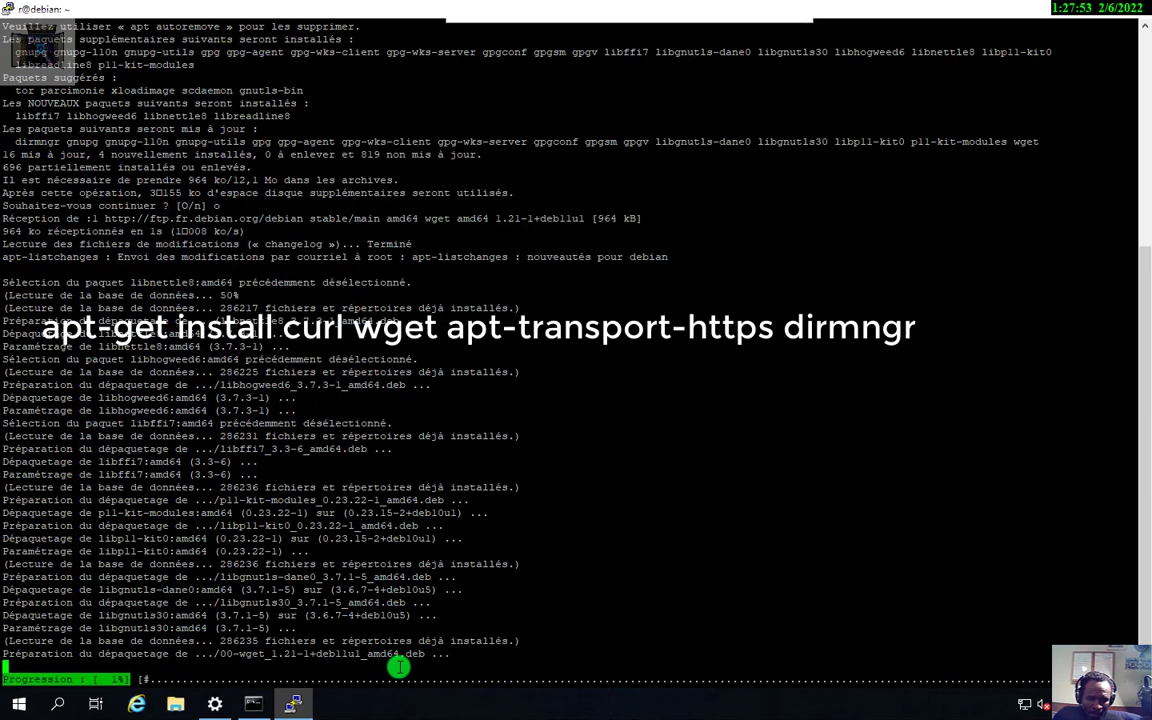 r@debian: ~
1:27:53 2/6/2022
Veuillez utiliser « apt autoremove » pour les supprimer.
Les paquets supplémentaires suivants seront installés :
gnupg gnupg-l10n gnupg-utils gpg gpg-agent gpg-wks-client gpg-wks-server gpgconf gpgsm gpgv libffi7 libgnutls-dane0 libgnutls30 libhogweed6 libnettle8 libp11-kit0
libreadline8 p11-kit-modules
Paquets suggérés :
tor parcimonie xloadimage scdaemon gnutls-bin
Les NOUVEAUX paquets suivants seront installés :
libffi7 libhogweed6 libnettle8 libreadline8
Les paquets suivants seront mis à jour :
dirmngr gnupg gnupg-l10n gnupg-utils gpg gpg-agent gpg-wks-client gpg-wks-server gpgconf gpgsm gpgv libgnutls-dane0 libgnutls30 libp11-kit0 p11-kit-modules wget
16 mis à jour, 4 nouvellement installés, 0 à enlever et 819 non mis à jour.
696 partiellement installés ou enlevés.
Il est nécessaire de prendre 964 ko/12,1 Mo dans les archives.
Après cette opération, 3 155 ko d'espace disque supplémentaires seront utilisés.
Souhaitez-vous continuer ? [O/n] o
Réception de :1 http://ftp.fr.debian.org/debian stable/main amd64 wget amd64 1.21-1+deb11u1 [964 kB]
964 ko réceptionnés en 1s (1 008 ko/s)
Lecture des fichiers de modifications (« changelog »)... Terminé
apt-listchanges : Envoi des modifications par courriel à root : apt-listchanges : nouveautés pour debian
Sélection du paquet libnettle8:amd64 précédemment désélectionné.
(Lecture de la base de données... 50%
(Lecture de la base de données... 286217 fichiers et répertoires déjà installés.)
apt-get install curl wget apt-transport-https dirmngr
Paramétrage de libnettle8:amd64 (3.7.3-1) ...
Sélection du paquet libhogweed6:amd64 précédemment désélectionné.
(Lecture de la base de données... 286225 fichiers et répertoires déjà installés.)
Préparation du dépaquetage de .../libhogweed6_3.7.3-1_amd64.deb ...
Dépaquetage de libhogweed6:amd64 (3.7.3-1) ...
Paramétrage de libhogweed6:amd64 (3.7.3-1) ...
Sélection du paquet libffi7:amd64 précédemment désélectionné.
(Lecture de la base de données... 286231 fichiers et répertoires déjà installés.)
Préparation du dépaquetage de .../libffi7_3.3-6_amd64.deb ...
Dépaquetage de libffi7:amd64 (3.3-6) ...
Paramétrage de libffi7:amd64 (3.3-6) ...
(Lecture de la base de données... 286236 fichiers et répertoires déjà installés.)
Préparation du dépaquetage de .../p11-kit-modules_0.23.22-1_amd64.deb ...
Dépaquetage de p11-kit-modules:amd64 (0.23.22-1) sur (0.23.15-2+deb10u1) ...
Préparation du dépaquetage de .../libp11-kit0_0.23.22-1_amd64.deb ...
Dépaquetage de libp11-kit0:amd64 (0.23.22-1) sur (0.23.15-2+deb10u1) ...
Paramétrage de libp11-kit0:amd64 (0.23.22-1) ...
(Lecture de la base de données... 286236 fichiers et répertoires déjà installés.)
Préparation du dépaquetage de .../libgnutls-dane0_3.7.1-5_amd64.deb ...
Dépaquetage de libgnutls-dane0:amd64 (3.7.1-5) sur (3.6.7-4+deb10u5) ...
Préparation du dépaquetage de .../libgnutls30_3.7.1-5_amd64.deb ...
Dépaquetage de libgnutls30:amd64 (3.7.1-5) sur (3.6.7-4+deb10u5) ...
Paramétrage de libgnutls30:amd64 (3.7.1-5) ...
(Lecture de la base de données... 286235 fichiers et répertoires déjà installés.)
Préparation du dépaquetage de .../00-wget_1.21-1+deb11u1_amd64.deb ...
Progression : [  1%] [#....................